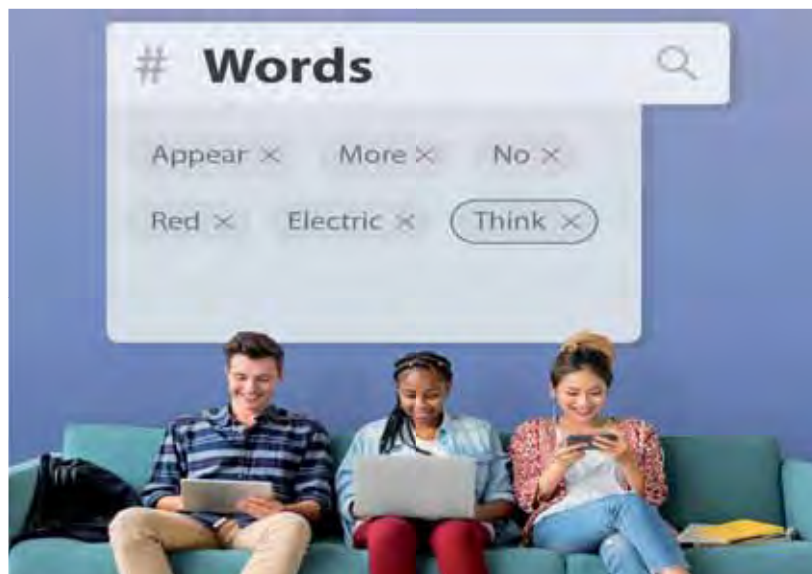 # Words
Appear × More × No ×
Red × Electric × Think ×